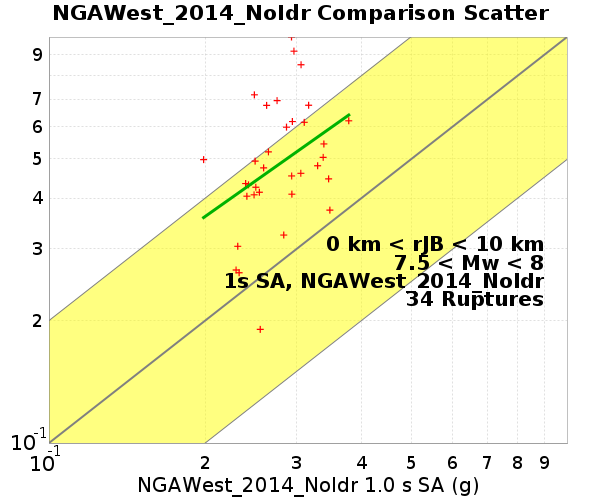 NGAWest_2014_NoIdr Comparison Scatter
9
7
6
5
4
3
2
10-1
0 km < rJB < 10 km
7.5 < Mw < 8
1s SA, NGAWest_2014_NoIdr
34 Ruptures
10-1 2 3 4 5 6 7 8 9
NGAWest_2014_NoIdr 1.0 s SA (g)